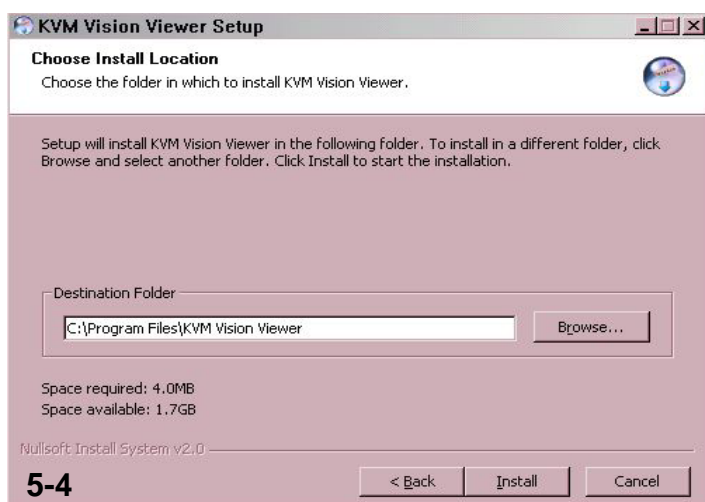 KVM Vision Viewer Setup
Choose Install Location
Choose the folder in which to install KVM Vision Viewer.
Setup will install KVM Vision Viewer in the following folder. To install in a different folder, click
Browse and select another folder. Click Install to start the installation.
Destination Folder
C:\Program Files\KVM Vision Viewer
Browse...
Space required: 4.0MB
Space available: 1.7GB
Nullsoft Install System v2.0
5-4
< Back
Install
Cancel